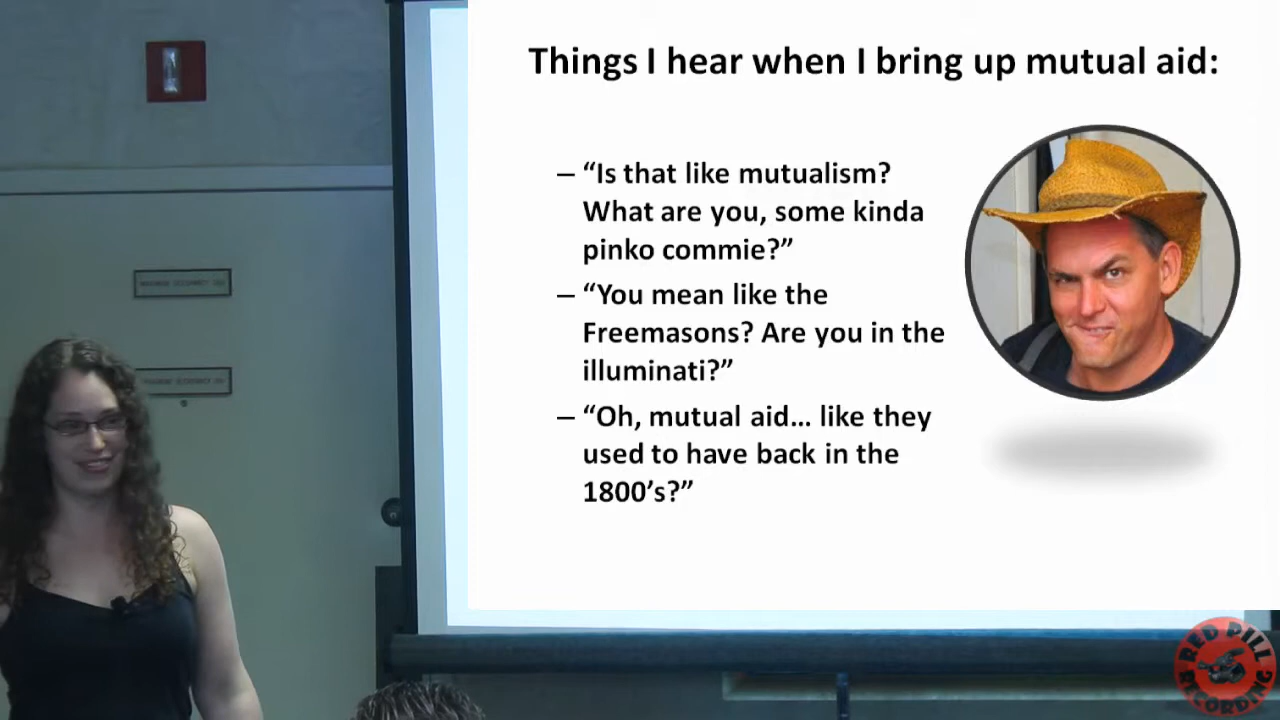 Things I hear when I bring up mutual aid:
– “Is that like mutualism?
What are you, some kinda
pinko commie?”
– “You mean like the
Freemasons? Are you in the
illuminati?”
– “Oh, mutual aid... like they
used to have back in the
1800’s?”
RED PILL
RECORDING